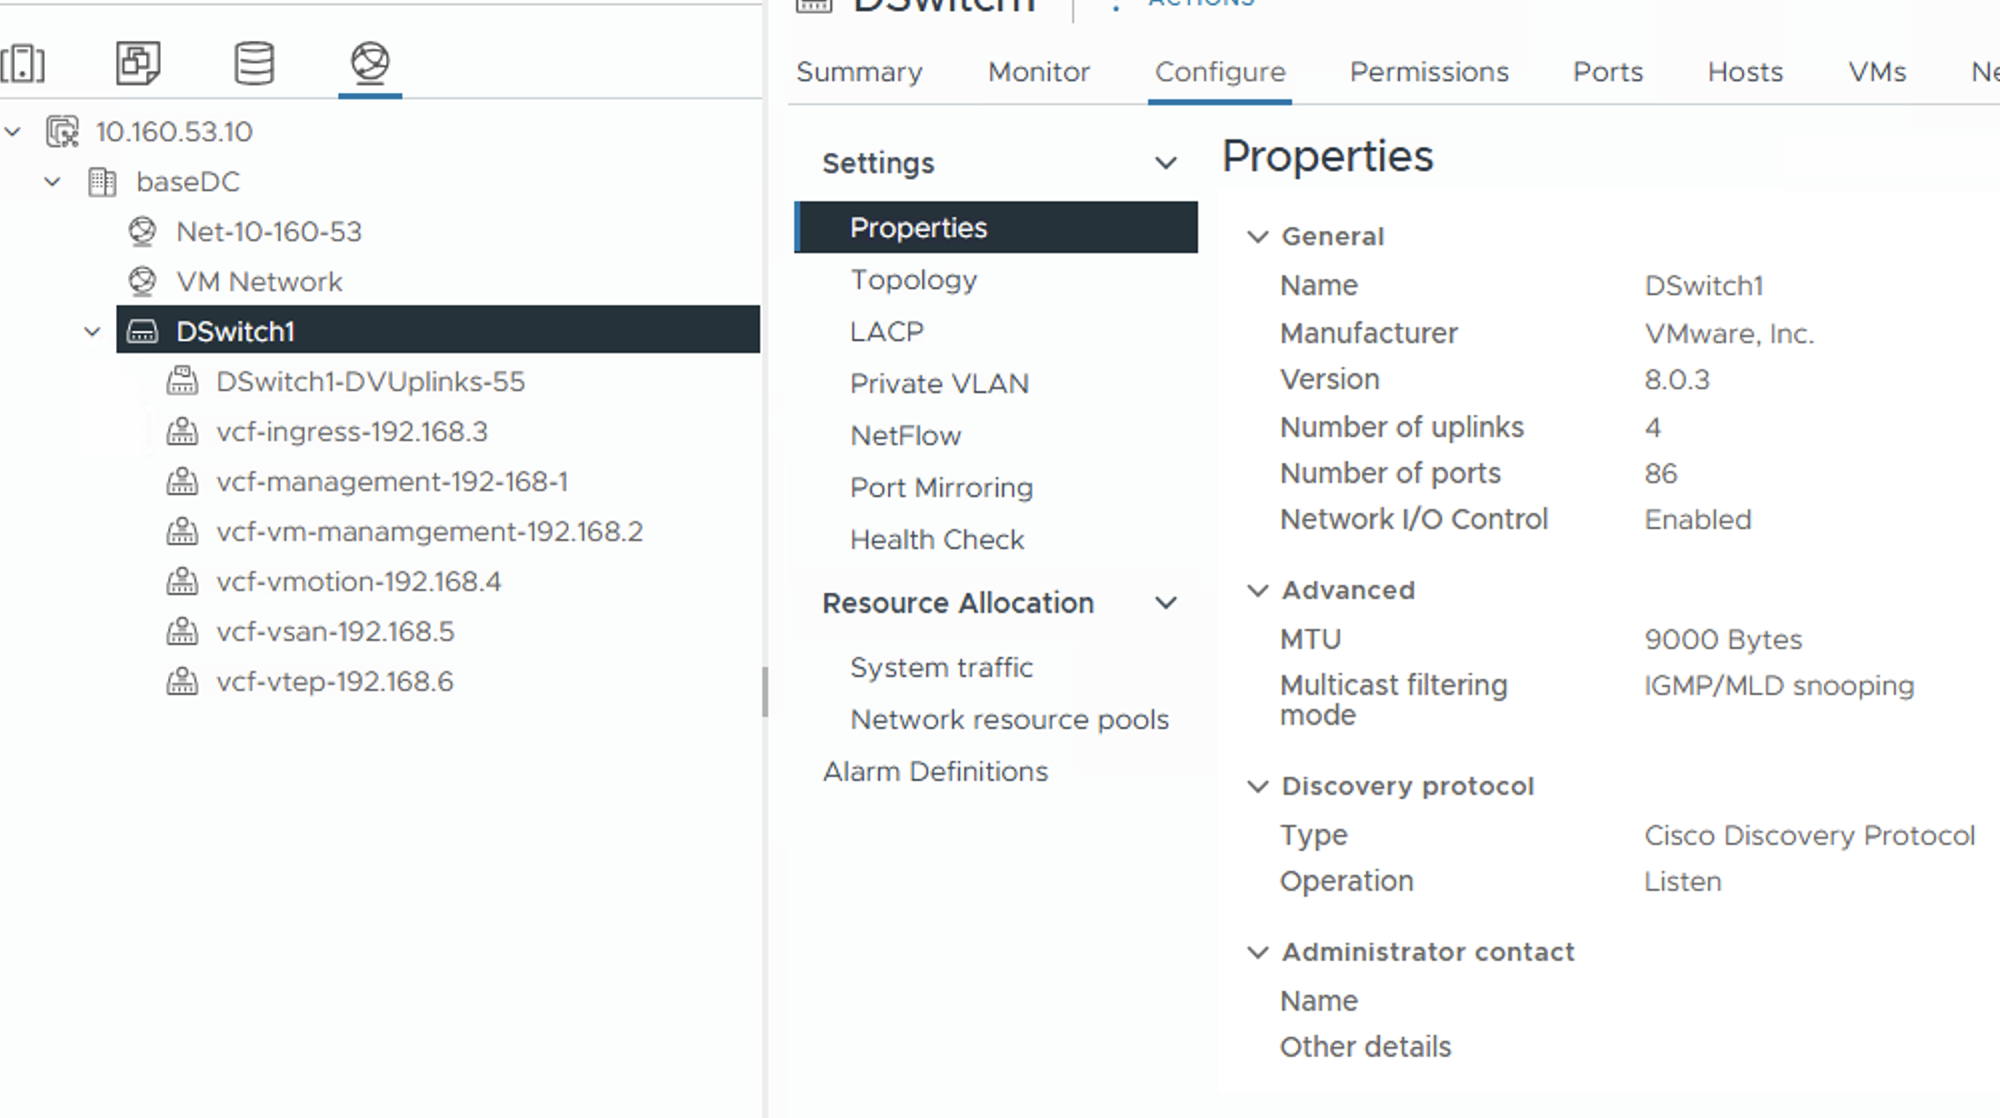 DSwitch1
ACTIONS
Summary Monitor Configure Permissions Ports Hosts VMs
10.160.53.10
baseDC
Net-10-160-53
VM Network
DSwitch1
DSwitch1-DVUplinks-55
vcf-ingress-192.168.3
vcf-management-192-168-1
vcf-vm-manamgement-192.168.2
vcf-vmotion-192.168.4
vcf-vsan-192.168.5
vcf-vtep-192.168.6
Settings
Properties
Topology
LACP
Private VLAN
NetFlow
Port Mirroring
Health Check
Resource Allocation
System traffic
Network resource pools
Alarm Definitions
Properties
General
Name DSwitch1
Manufacturer VMware, Inc.
Version 8.0.3
Number of uplinks 4
Number of ports 86
Network I/O Control Enabled
Advanced
MTU 9000 Bytes
Multicast filtering IGMP/MLD snooping
mode
Discovery protocol
Type Cisco Discovery Protocol
Operation Listen
Administrator contact
Name
Other details